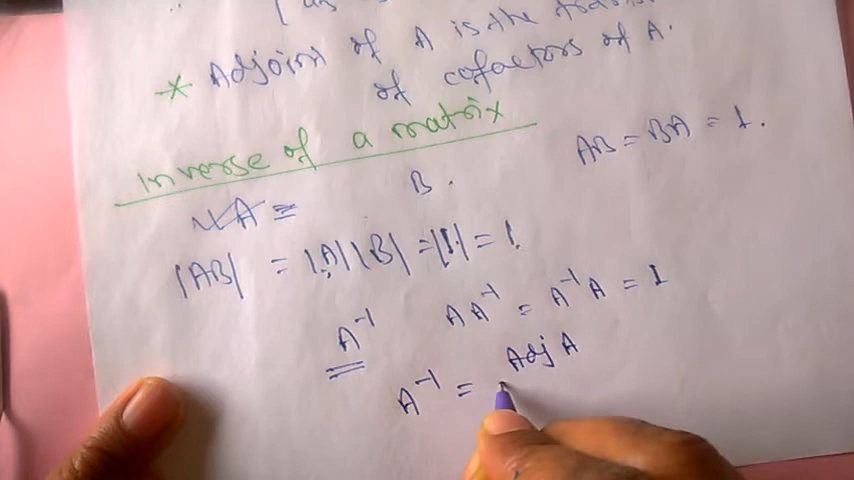 * Adjoint of A is the
of cofactors of A.
Inverse of a matrix
A = B. AB = BA = I.
|AB| = |A||B| = |I| = 1.
A⁻¹ AA⁻¹ = A⁻¹A = I
A⁻¹ = Adj A